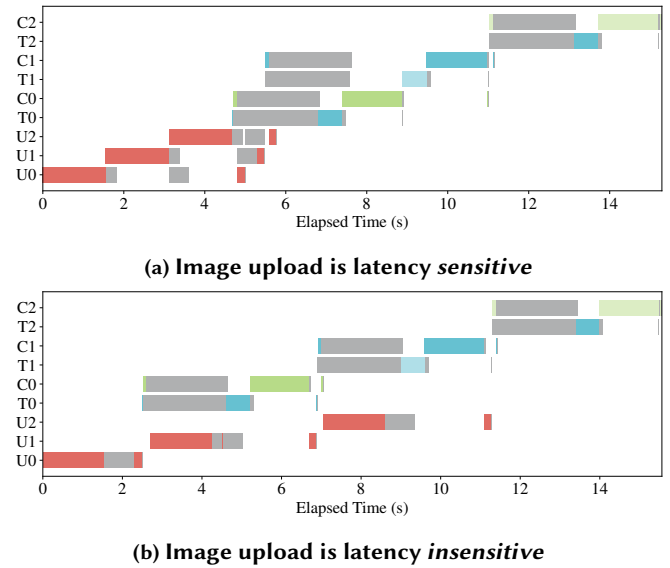 C2
T2
C1
T1
C0
T0
U2
U1
U0
0 2 4 6 8 10 12 14
Elapsed Time (s)
(a) Image upload is latency sensitive
C2
T2
C1
T1
C0
T0
U2
U1
U0
0 2 4 6 8 10 12 14
Elapsed Time (s)
(b) Image upload is latency insensitive